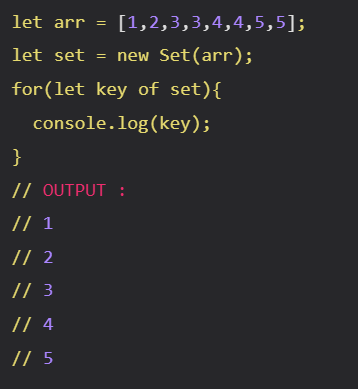 let arr = [1,2,3,3,4,4,5,5];
let set = new Set(arr);
for(let key of set){
  console.log(key);
}
// OUTPUT :
// 1
// 2
// 3
// 4
// 5